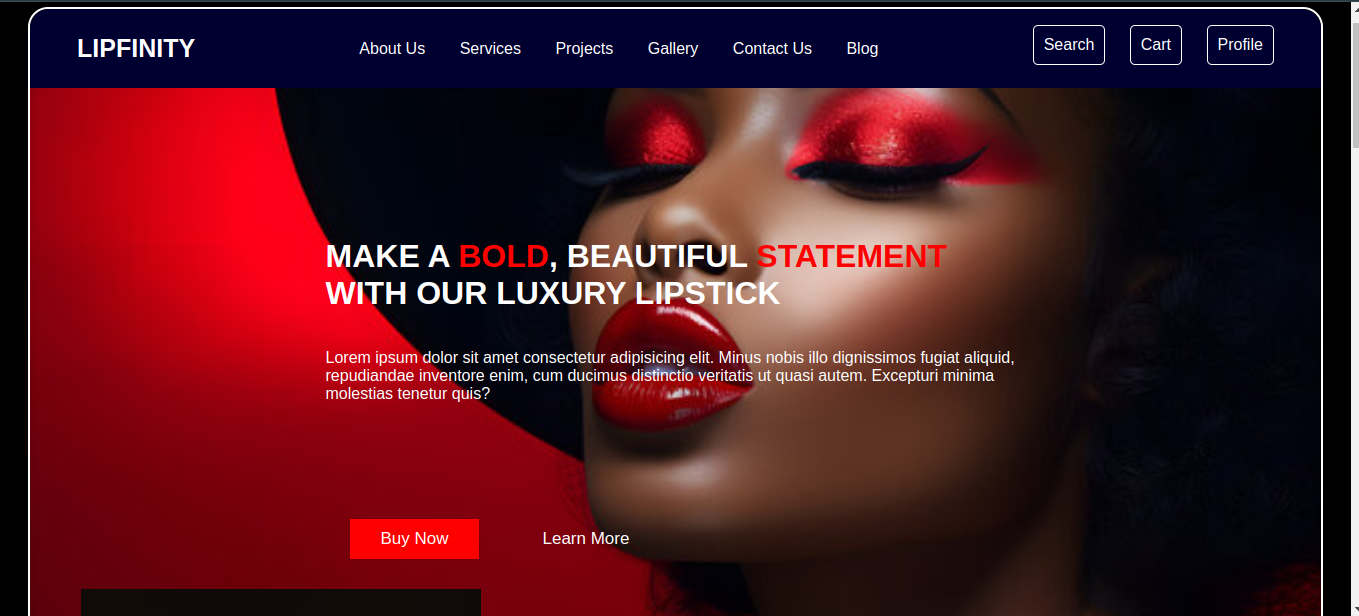 LIPFINITY
About Us Services Projects Gallery Contact Us Blog
Search Cart Profile
MAKE A BOLD, BEAUTIFUL STATEMENT
WITH OUR LUXURY LIPSTICK
Lorem ipsum dolor sit amet consectetur adipisicing elit. Minus nobis illo dignissimos fugiat aliquid,
repudiandae inventore enim, cum ducimus distinctio veritatis ut quasi autem. Excepturi minima
molestias tenetur quis?
Buy Now Learn More